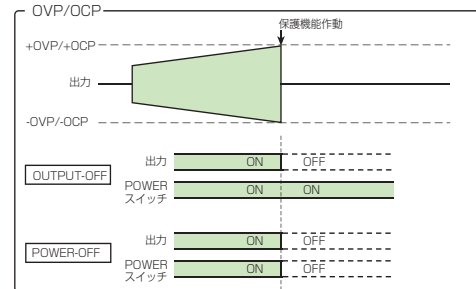 OVP/OCP
保護機能作動
+OVP/+OCP
出力
-OVP/-OCP
出力 ON OFF
OUTPUT-OFF
POWER
スイッチ ON ON
出力 ON OFF
POWER-OFF
POWER
スイッチ ON OFF